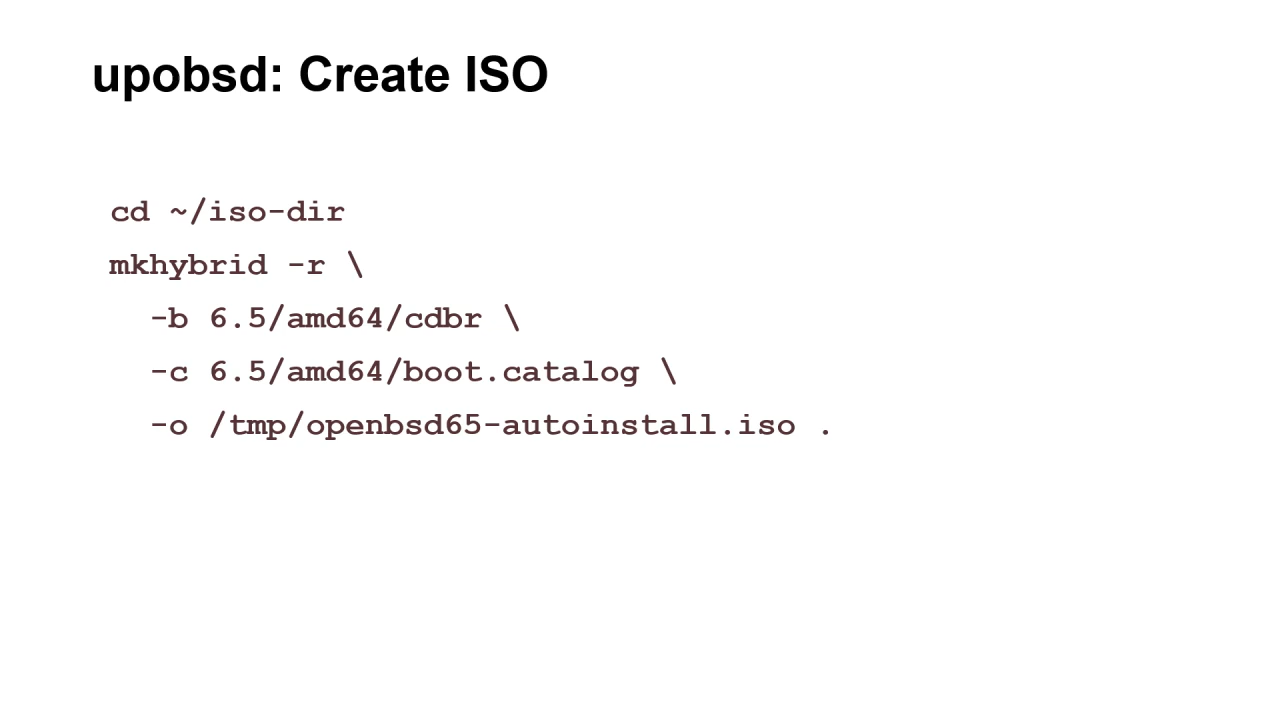 upobsd: Create ISO
cd ~/iso-dir
mkhybrid -r \
-b 6.5/amd64/cdbr \
-c 6.5/amd64/boot.catalog \
-o /tmp/openbsd65-autoinstall.iso .